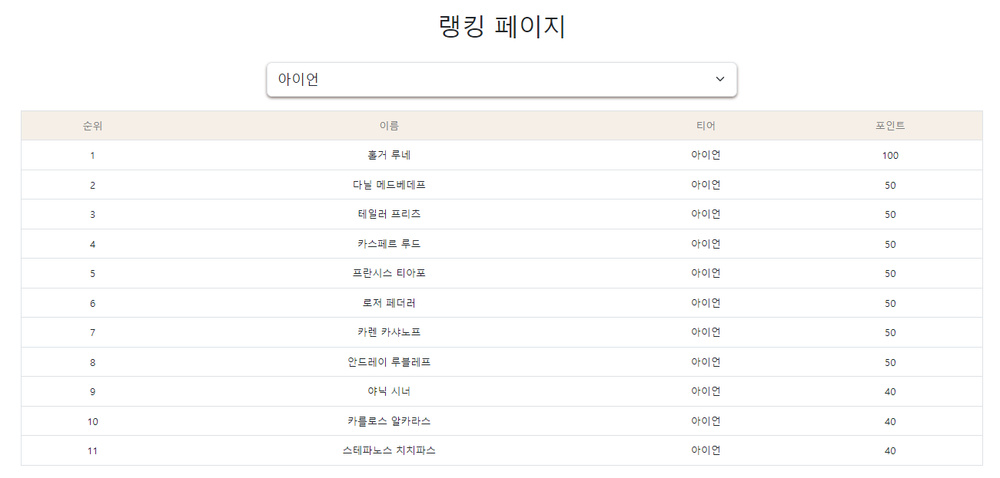 랭킹 페이지
아이언
순위 이름 티어 포인트
1 홀거 루네 아이언 100
2 다닐 메드베데프 아이언 50
3 테일러 프리츠 아이언 50
4 카스페르 루드 아이언 50
5 프란시스 티아포 아이언 50
6 로저 페더러 아이언 50
7 카렌 카샤노프 아이언 50
8 안드레이 루블레프 아이언 50
9 야닉 시너 아이언 40
10 카를로스 알카라스 아이언 40
11 스테파노스 치치파스 아이언 40